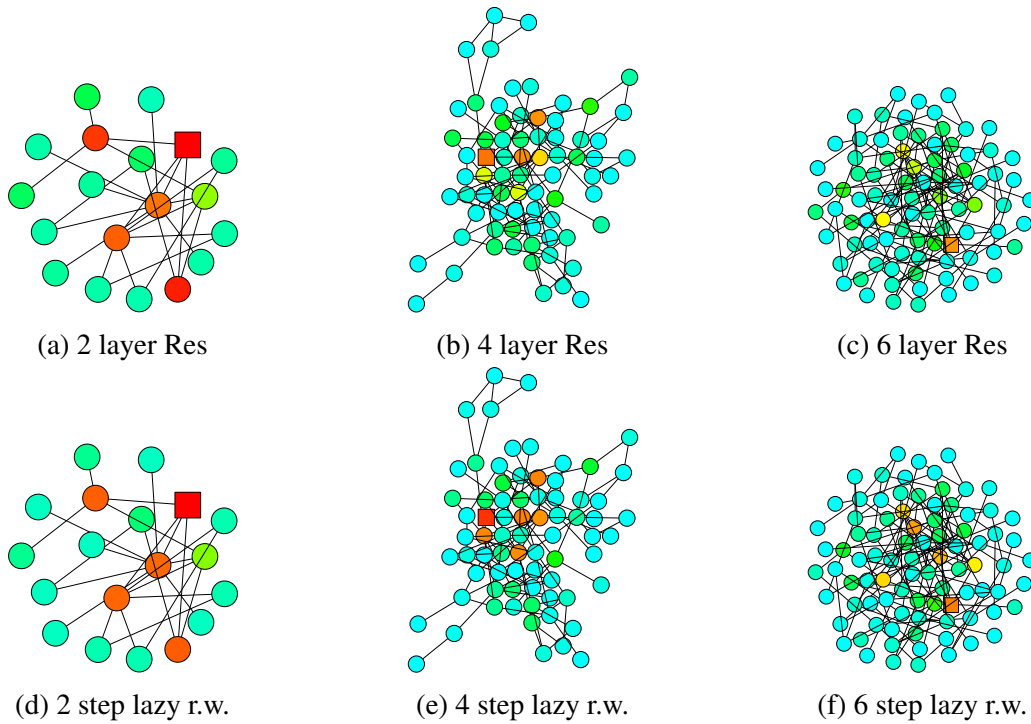 (a) 2 layer Res
(b) 4 layer Res
(c) 6 layer Res
(d) 2 step lazy r.w.
(e) 4 step lazy r.w.
(f) 6 step lazy r.w.